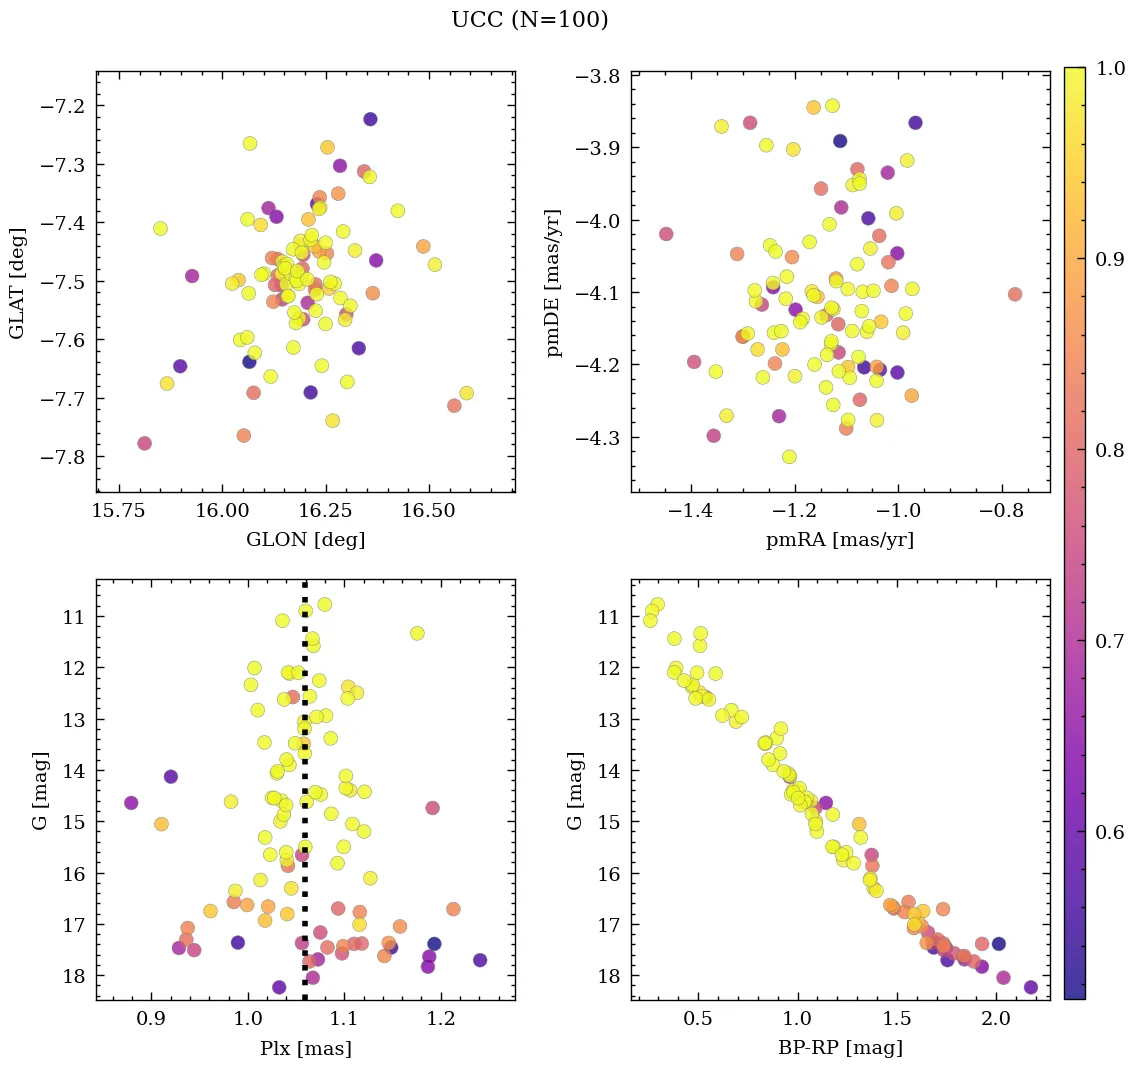 UCC (N=100)
−7.2
−7.3
−7.4
−7.5
−7.6
−7.7
−7.8
GLAT [deg]
15.75 16.00 16.25 16.50
GLON [deg]
−3.8
−3.9
−4.0
−4.1
−4.2
−4.3
pmDE [mas/yr]
−1.4 −1.2 −1.0 −0.8
pmRA [mas/yr]
1.0
0.9
0.8
0.7
0.6
11
12
13
14
15
16
17
18
G [mag]
0.9 1.0 1.1 1.2
Plx [mas]
11
12
13
14
15
16
17
18
G [mag]
0.5 1.0 1.5 2.0
BP-RP [mag]